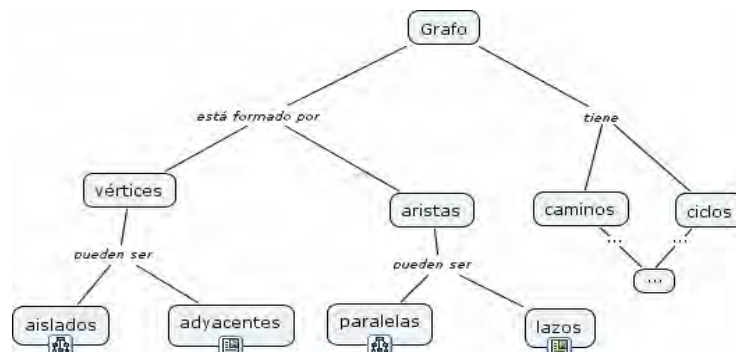 Grafo
está formado por
tiene
vértices
aristas
caminos
ciclos
...
...
pueden ser
pueden ser
...
aislados
adyacentes
paralelas
lazos